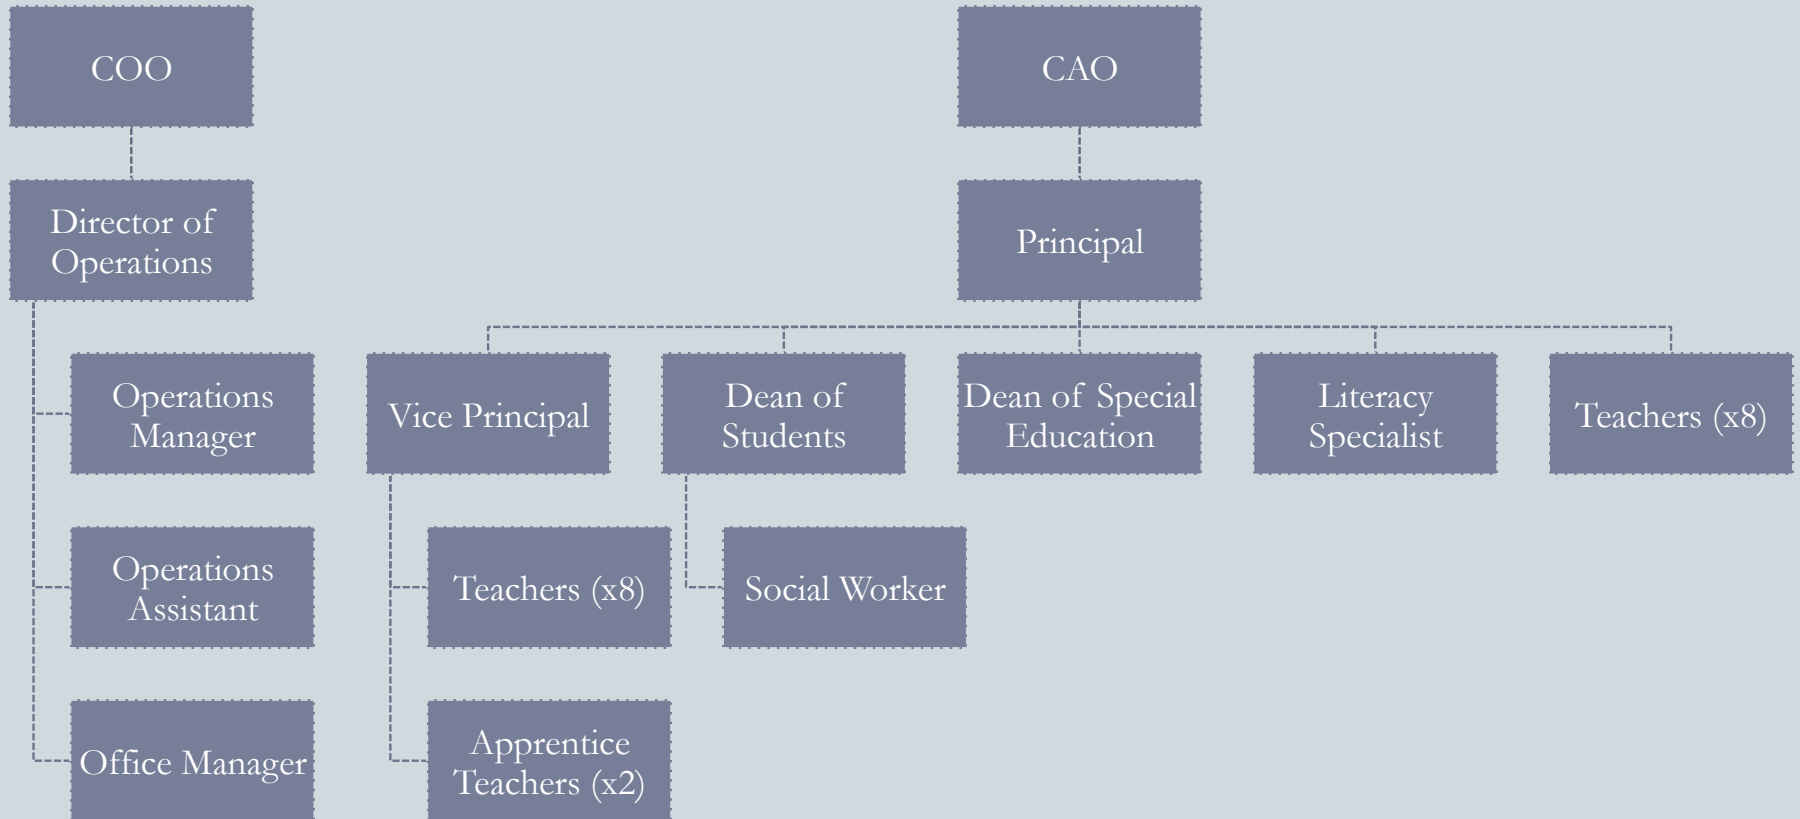 COO
CAO
Director of
Operations
Principal
Operations
Manager
Vice Principal
Dean of
Students
Dean of Special
Education
Literacy
Specialist
Teachers (x8)
Operations
Assistant
Teachers (x8)
Social Worker
Office Manager
Apprentice
Teachers (x2)